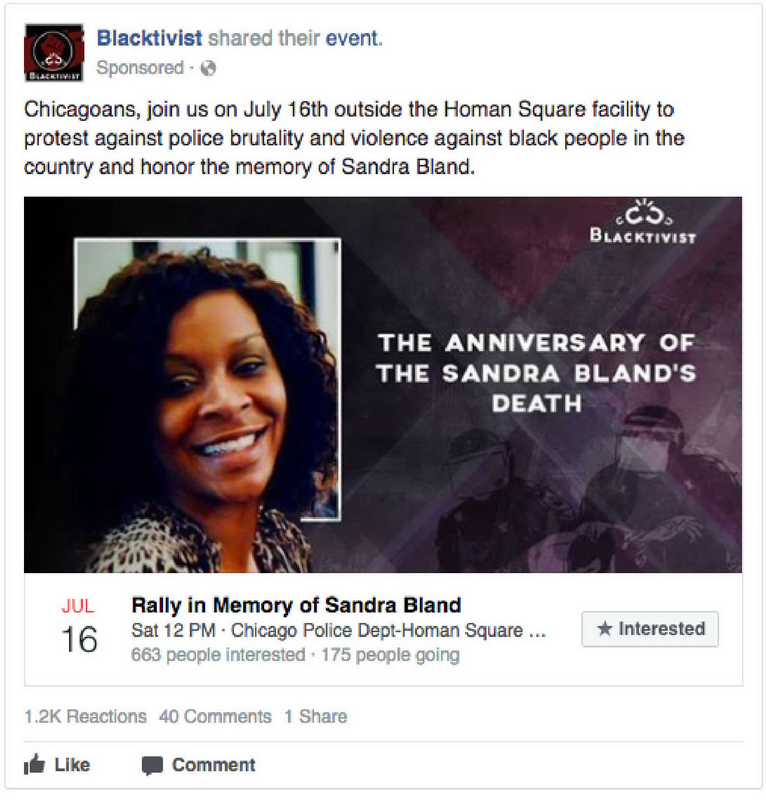 Blacktivist shared their event.
BLACKTIVIST
Sponsored ·
Chicagoans, join us on July 16th outside the Homan Square facility to
protest against police brutality and violence against black people in the
country and honor the memory of Sandra Bland.
BLACKTIVIST
THE ANNIVERSARY OF
THE SANDRA BLAND'S
DEATH
JUL
16
Rally in Memory of Sandra Bland
Sat 12 PM · Chicago Police Dept-Homan Square ...
663 people interested · 175 people going
★ Interested
1.2K Reactions 40 Comments 1 Share
Like Comment